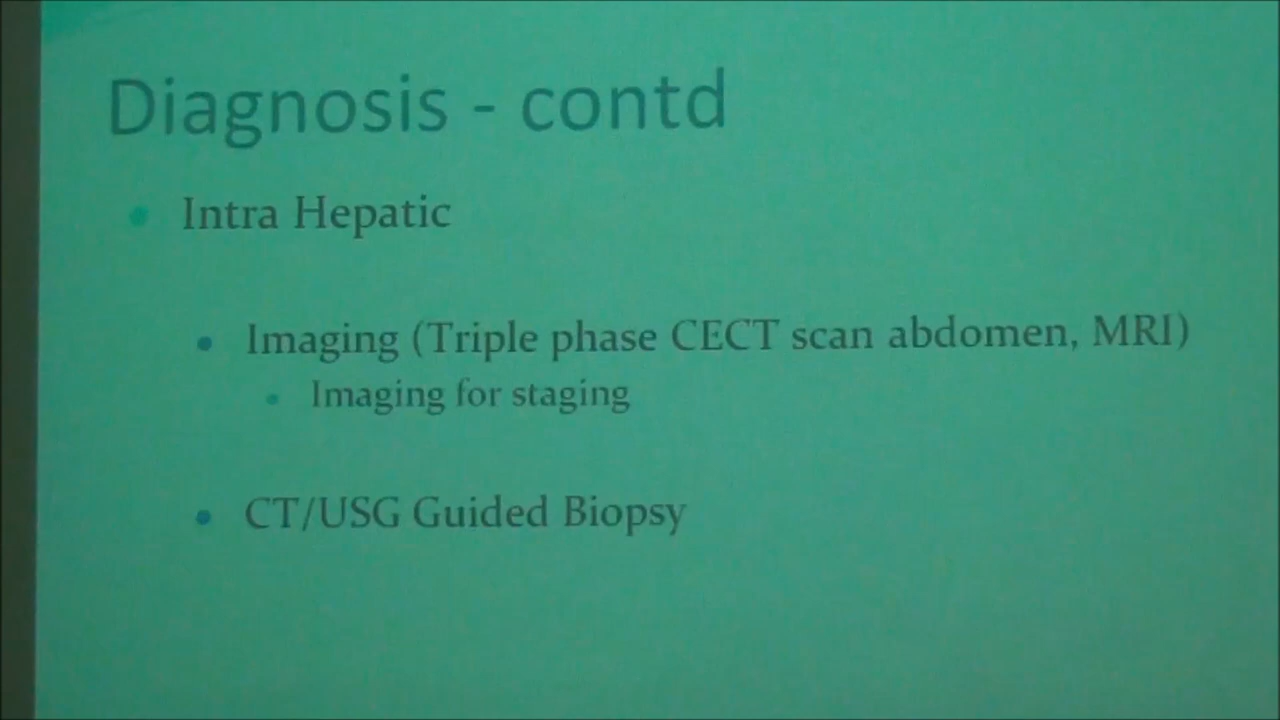 Diagnosis - contd
Intra Hepatic
Imaging (Triple phase CECT scan abdomen, MRI)
Imaging for staging
CT/USG Guided Biopsy